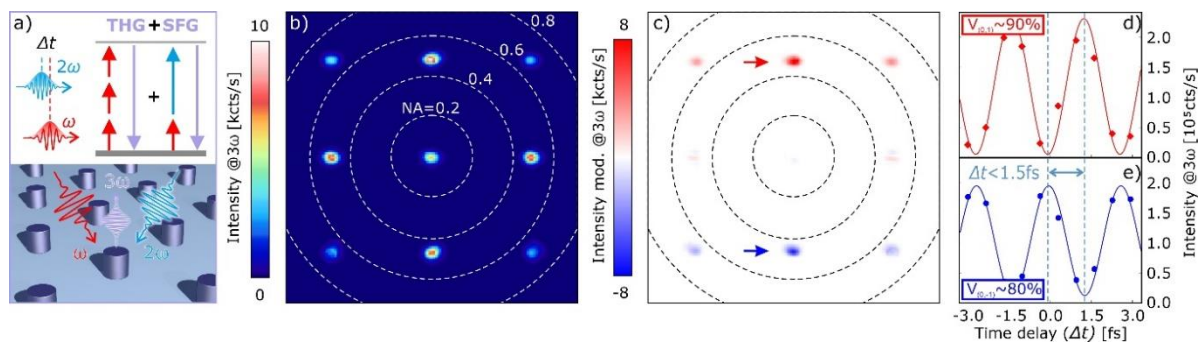 a)
THG + SFG
Δt
2ω
+
ω
3ω
ω
2ω
Intensity @3ω [kcts/s]
10
0
b)
0.8
0.6
0.4
NA=0.2
Intensity mod. @3ω [kcts/s]
8
-8
c)
d)
V(0,1)~90%
2.0
1.5
1.0
0.5
0.0
e)
Δt<1.5fs
2.0
1.5
1.0
0.5
0.0
V(0,-1)~80%
Intensity @3ω [10⁵cts/s]
-3.0
-1.5
0.0
1.5
3.0
Time delay (Δt) [fs]